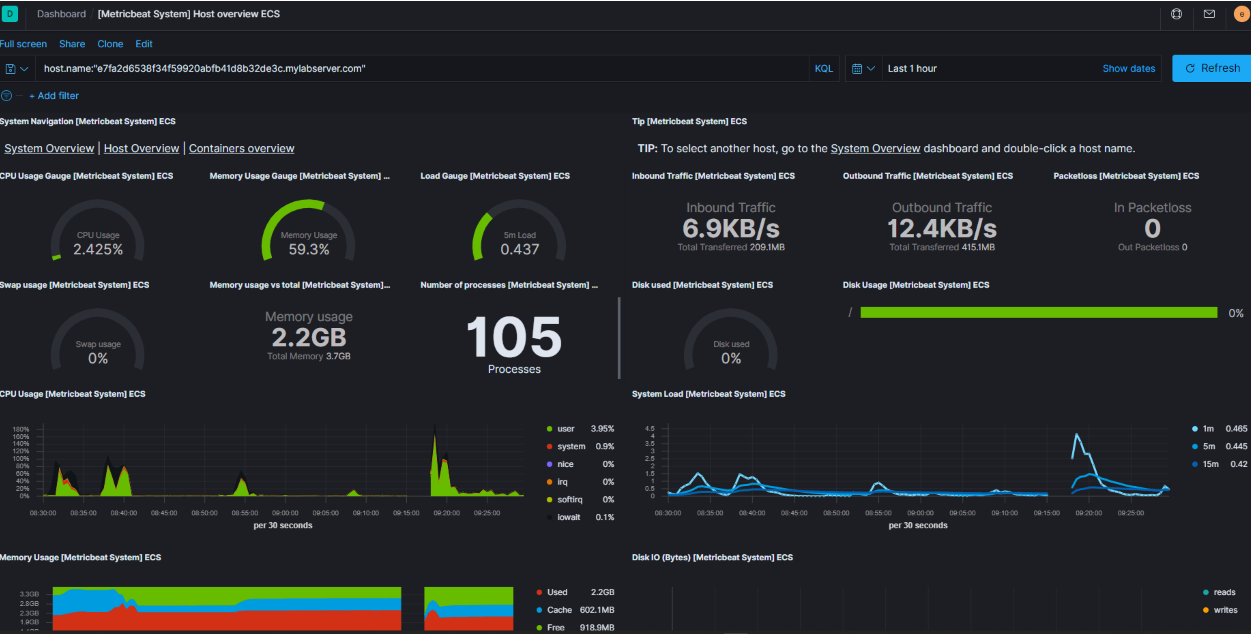 D Dashboard / [Metricbeat System] Host overview ECS e
Full screen Share Clone Edit
host.name:"e7fa2d6538f34f59920abfb41d8b32de3c.mylabserver.com" KQL Last 1 hour Show dates Refresh
+ Add filter
System Navigation [Metricbeat System] ECS
Tip [Metricbeat System] ECS
System Overview | Host Overview | Containers overview
TIP: To select another host, go to the System Overview dashboard and double-click a host name.
CPU Usage Gauge [Metricbeat System] ECS
Memory Usage Gauge [Metricbeat System] ...
Load Gauge [Metricbeat System] ECS
Inbound Traffic [Metricbeat System] ECS
Outbound Traffic [Metricbeat System] ECS
Packetloss [Metricbeat System] ECS
CPU Usage
2.425%
Memory Usage
59.3%
5m Load
0.437
Inbound Traffic
6.9KB/s
Total Transferred 209.1MB
Outbound Traffic
12.4KB/s
Total Transferred 415.1MB
In Packetloss
0
Out Packetloss 0
Swap usage [Metricbeat System] ECS
Memory usage vs total [Metricbeat System]...
Number of processes [Metricbeat System] ...
Disk used [Metricbeat System] ECS
Disk Usage [Metricbeat System] ECS
Swap usage
0%
Memory usage
2.2GB
Total Memory 3.7GB
105
Processes
Disk used
0%
/ 0%
CPU Usage [Metricbeat System] ECS
180%
160%
140%
120%
100%
80%
60%
40%
20%
0%
08:30:00 08:35:00 08:40:00 08:45:00 08:50:00 08:55:00 09:00:00 09:05:00 09:10:00 09:15:00 09:20:00 09:25:00
per 30 seconds
user 3.95%
system 0.9%
nice 0%
irq 0%
softirq 0%
iowait 0.1%
System Load [Metricbeat System] ECS
4.5
4
3.5
3
2.5
2
1.5
1
0.5
0
08:30:00 08:35:00 08:40:00 08:45:00 08:50:00 08:55:00 09:00:00 09:05:00 09:10:00 09:15:00 09:20:00 09:25:00
per 30 seconds
1m 0.465
5m 0.445
15m 0.42
Memory Usage [Metricbeat System] ECS
3.3GB
2.8GB
2.3GB
1.9GB
Used 2.2GB
Cache 602.1MB
Free 918.9MB
Disk IO (Bytes) [Metricbeat System] ECS
reads
writes